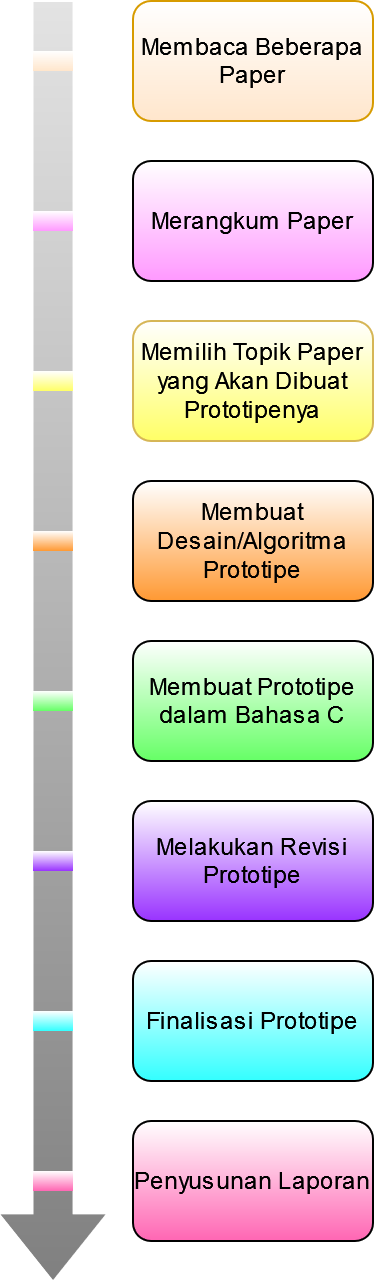 Membaca Beberapa
Paper
Merangkum Paper
Memilih Topik Paper
yang Akan Dibuat
Prototipenya
Membuat
Desain/Algoritma
Prototipe
Membuat Prototipe
dalam Bahasa C
Melakukan Revisi
Prototipe
Finalisasi Prototipe
Penyusunan Laporan